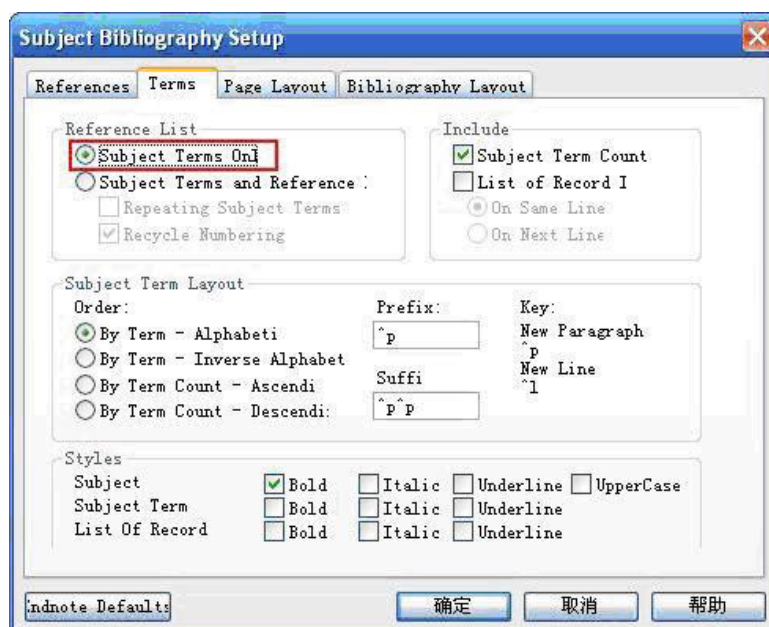 Subject Bibliography Setup
References Terms Page Layout Bibliography Layout
Reference List
Subject Terms Onl
Subject Terms and Reference :
Repeating Subject Terms
Recycle Numbering
Include
Subject Term Count
List of Record I
On Same Line
On Next Line
Subject Term Layout
Order:
By Term - Alphabeti
By Term - Inverse Alphabet
By Term Count - Ascendi
By Term Count - Descendi:
Prefix:
^p
Suffi
^p^p
Key:
New Paragraph
^p
New Line
^l
Styles
Subject Bold Italic Underline UpperCase
Subject Term Bold Italic Underline
List Of Record Bold Italic Underline
Endnote Defaults 确定 取消 帮助